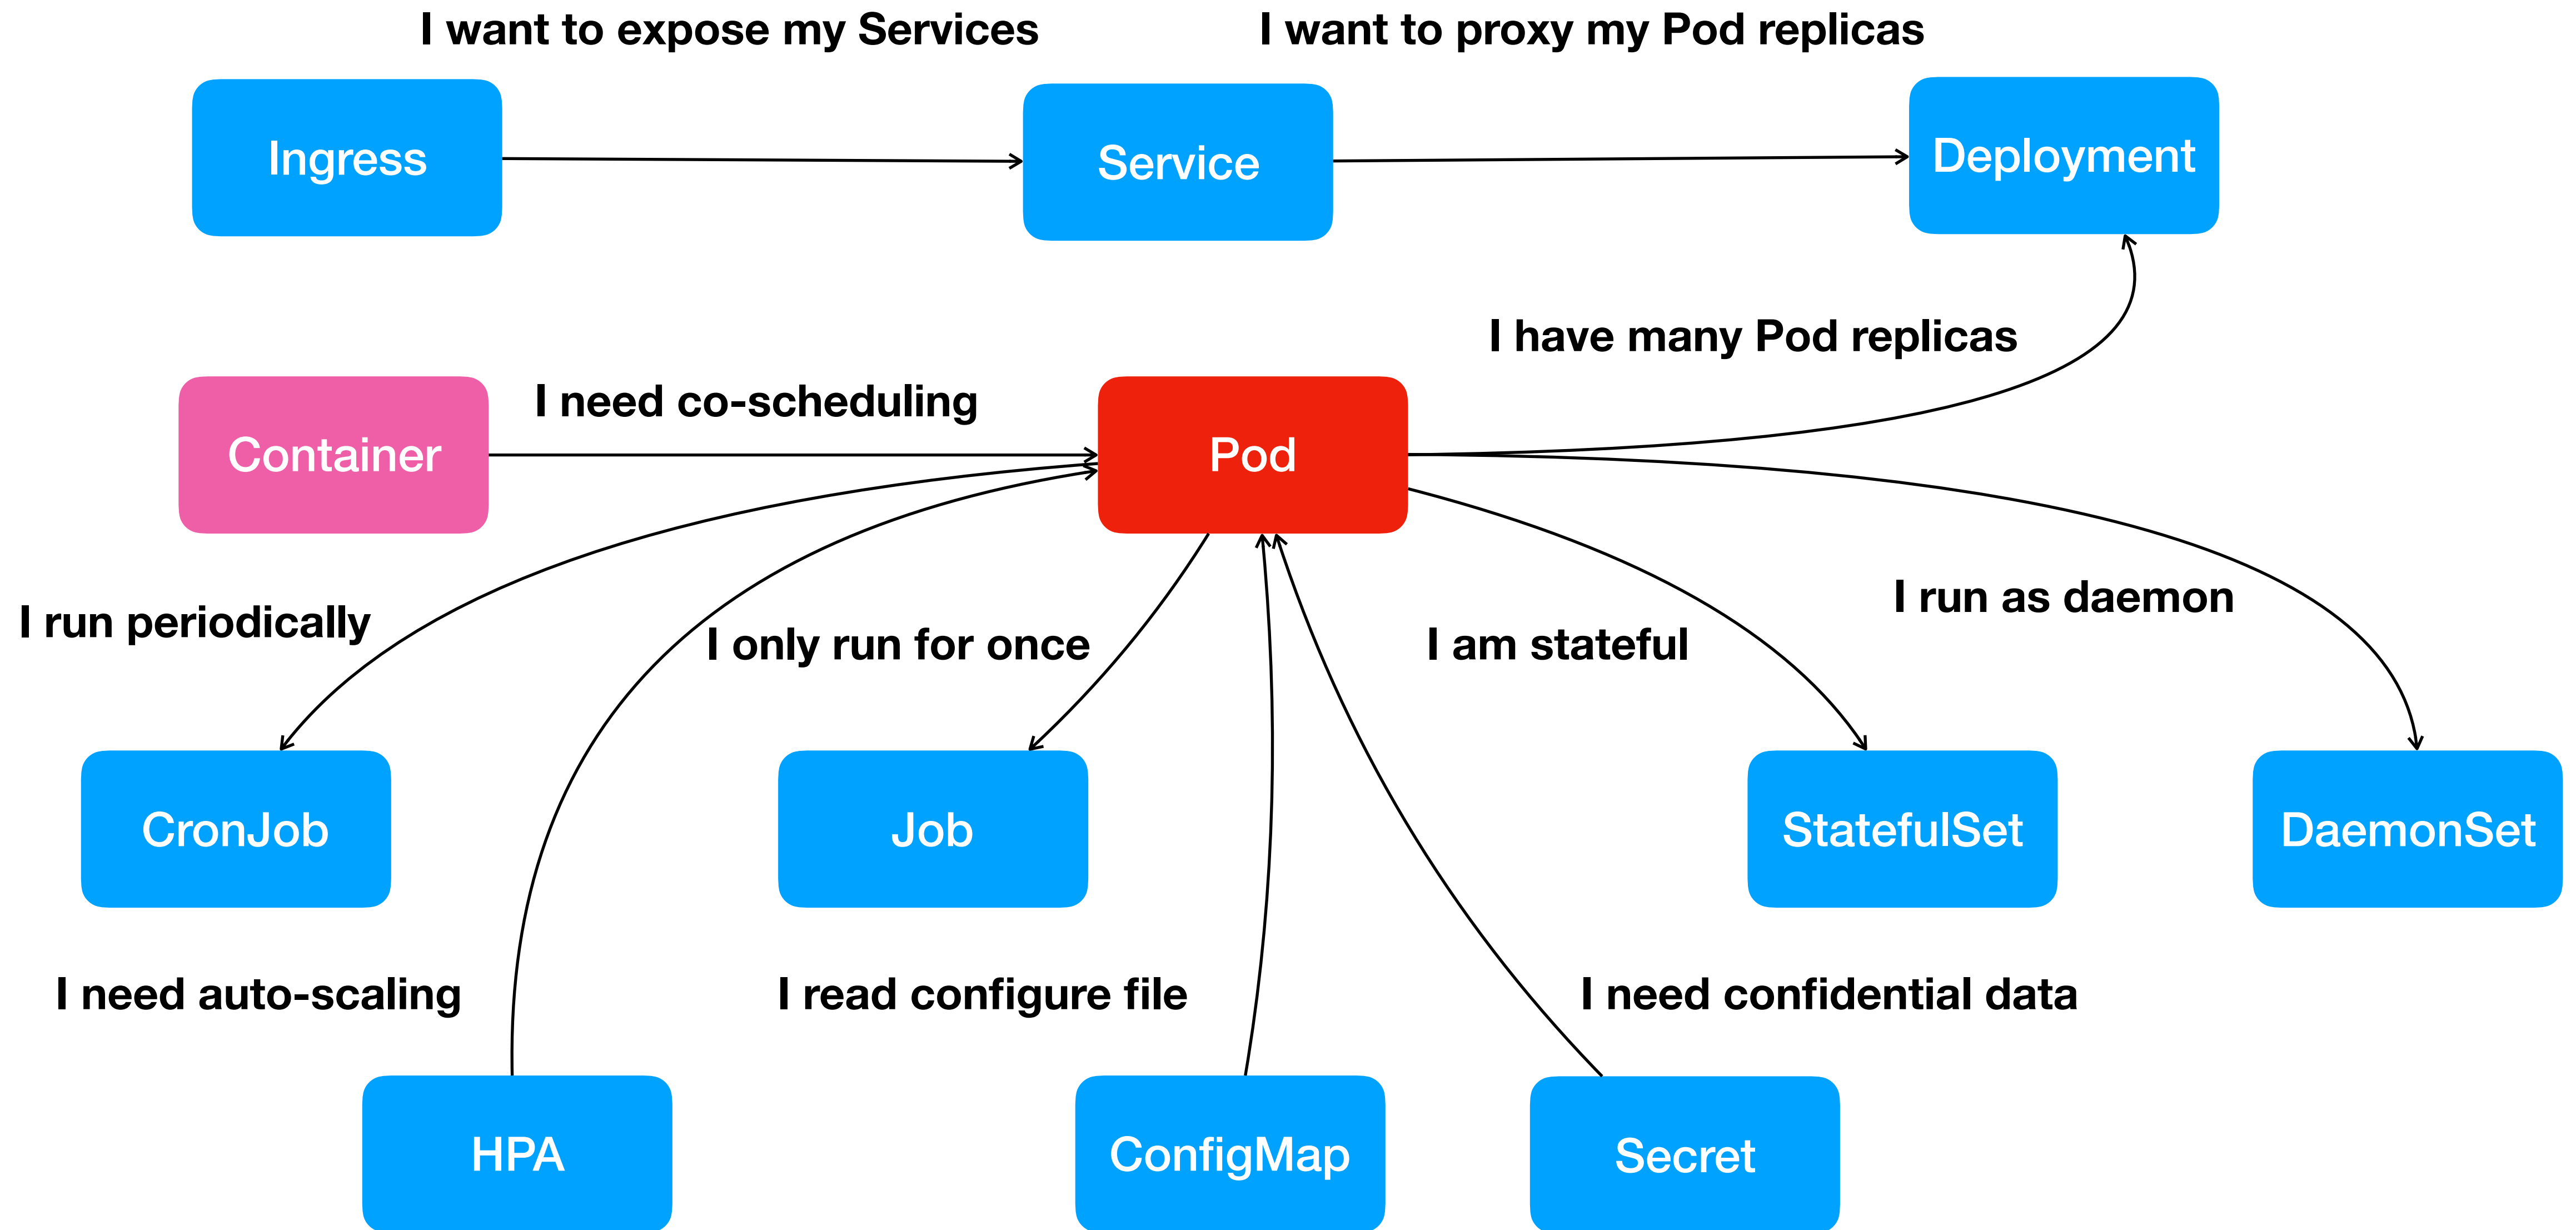 I want to expose my Services
I want to proxy my Pod replicas
Ingress
Service
Deployment
I have many Pod replicas
I need co-scheduling
Container
Pod
I run periodically
I only run for once
I am stateful
I run as daemon
CronJob
Job
StatefulSet
DaemonSet
I need auto-scaling
I read configure file
I need confidential data
HPA
ConfigMap
Secret